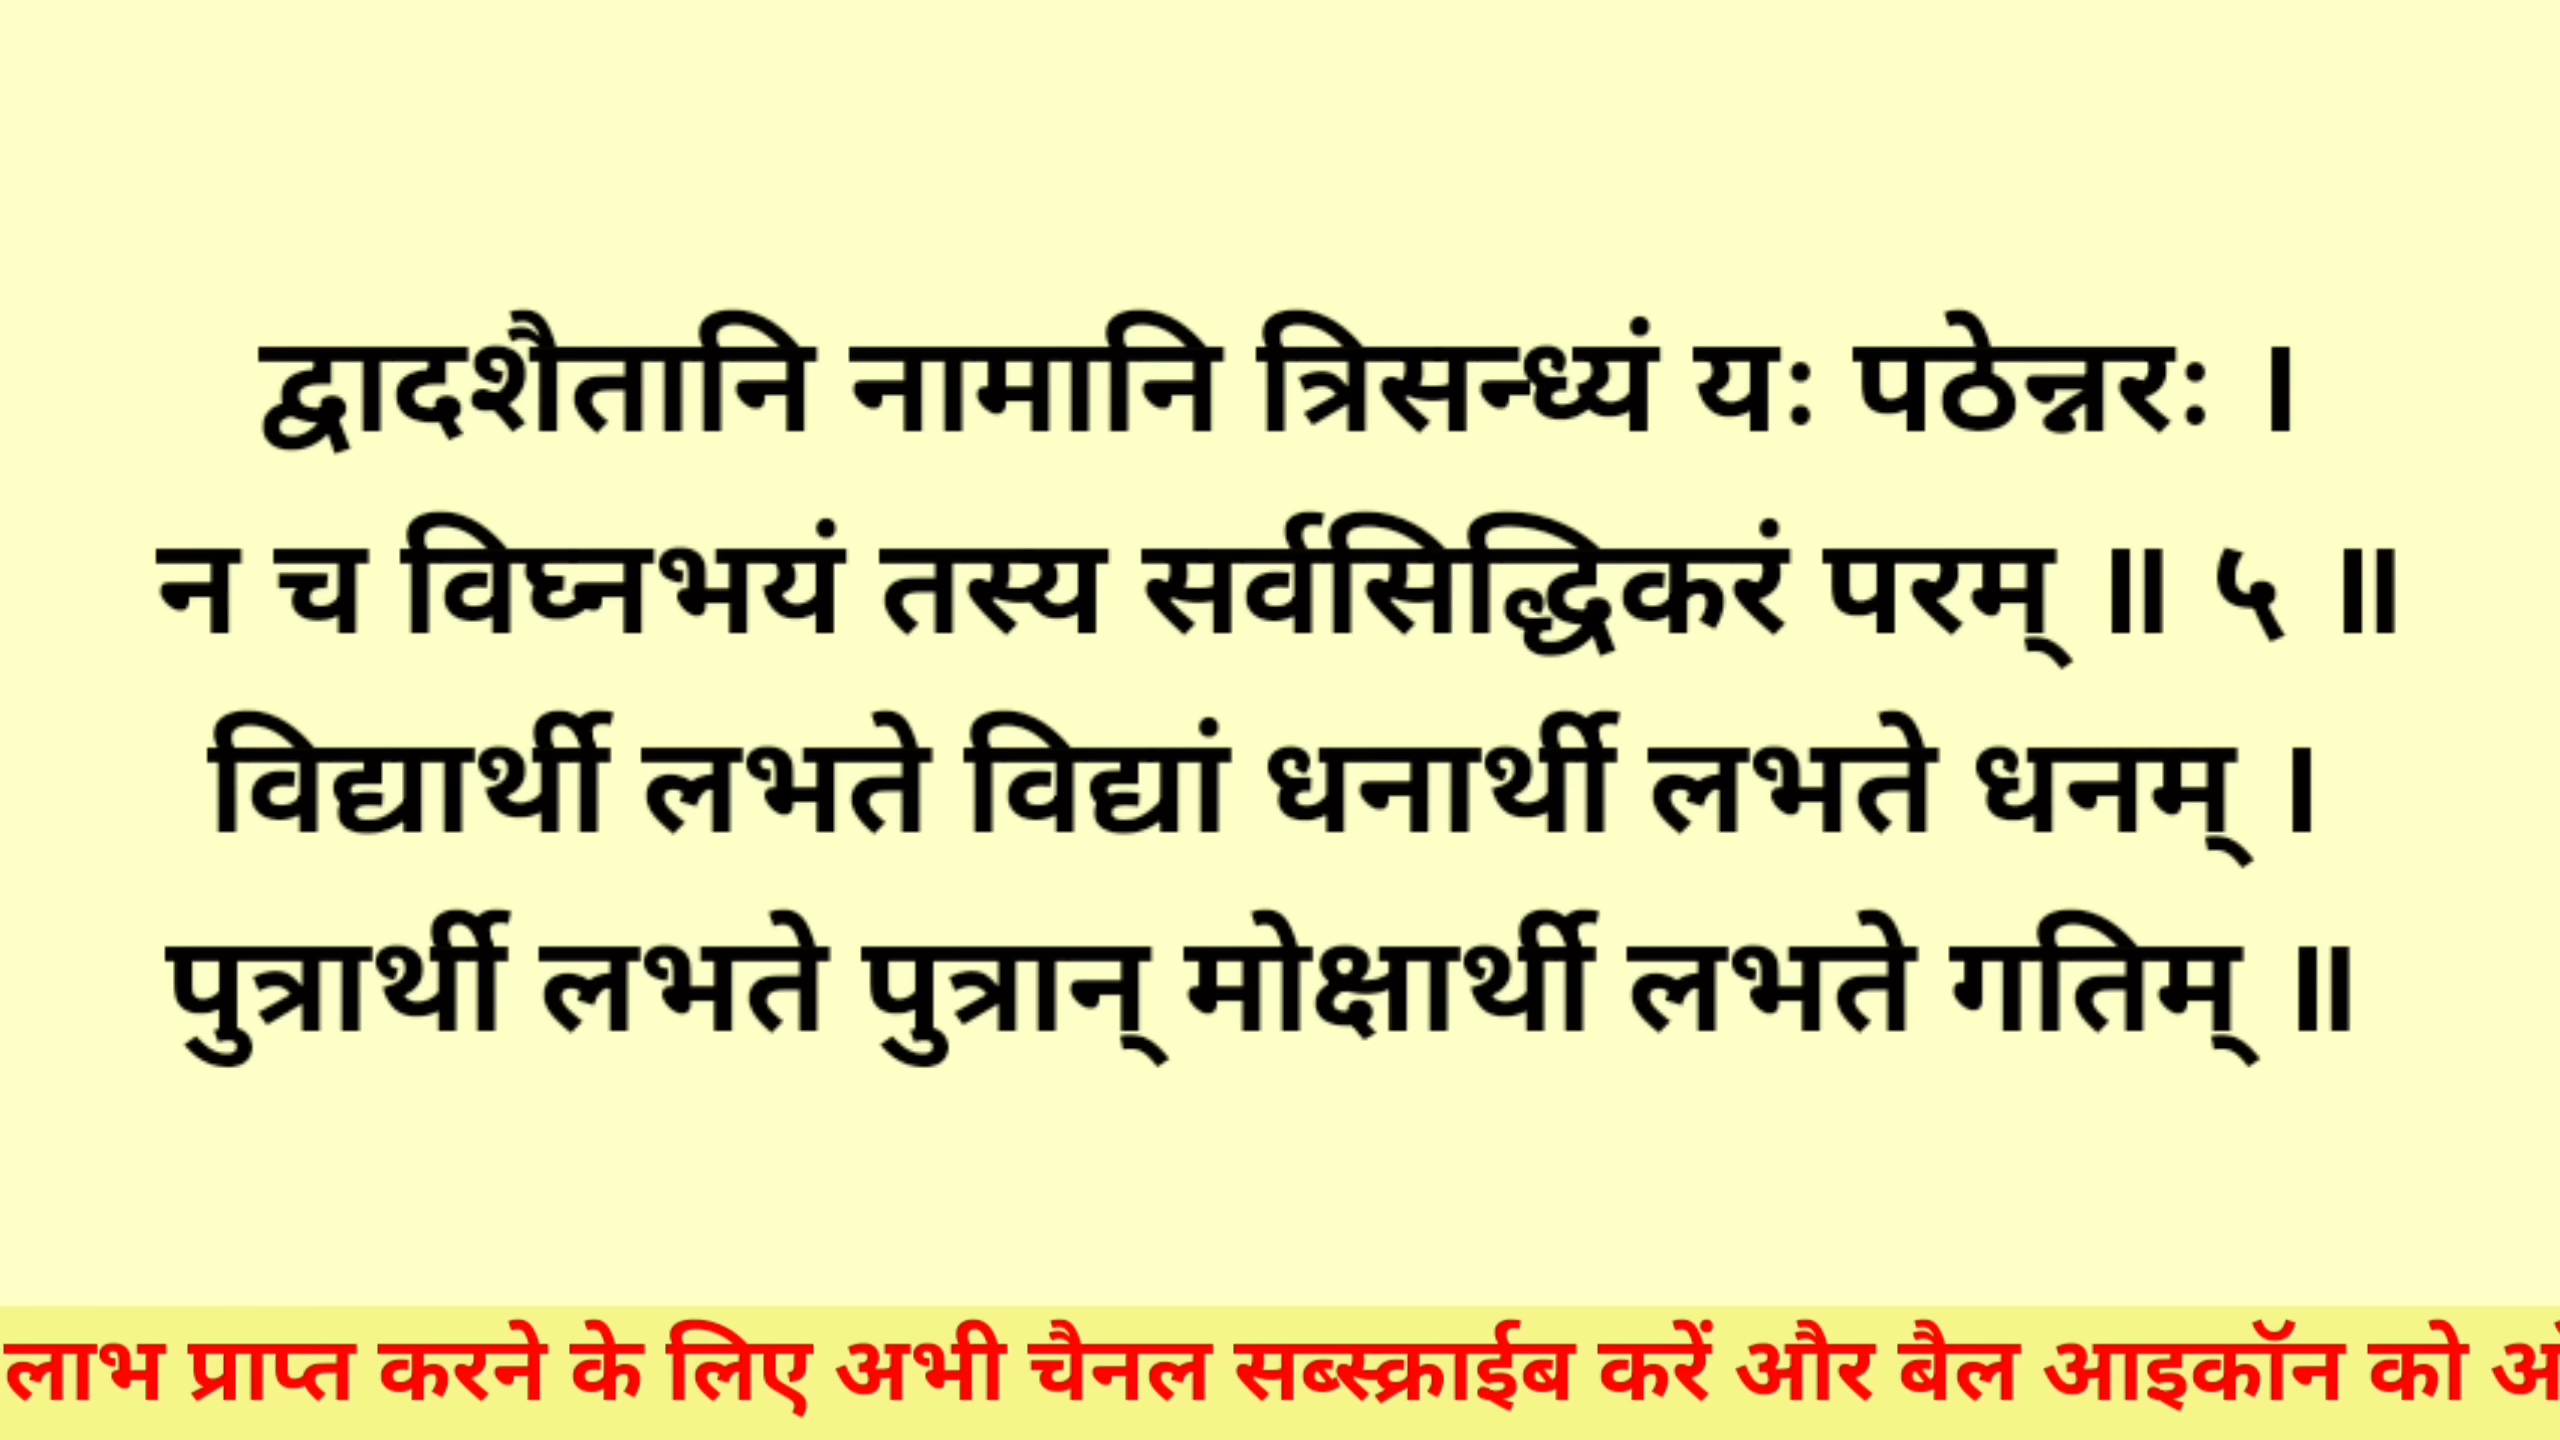 द्वादशैतानि नामानि त्रिसन्ध्यं यः पठेन्नरः ।
न च विघ्नभयं तस्य सर्वसिद्धिकरं परम् ॥ ५ ॥
विद्यार्थी लभते विद्यां धनार्थी लभते धनम् ।
पुत्रार्थी लभते पुत्रान् मोक्षार्थी लभते गतिम् ॥
लाभ प्राप्त करने के लिए अभी चैनल सब्स्क्राईब करें और बैल आइकॉन को